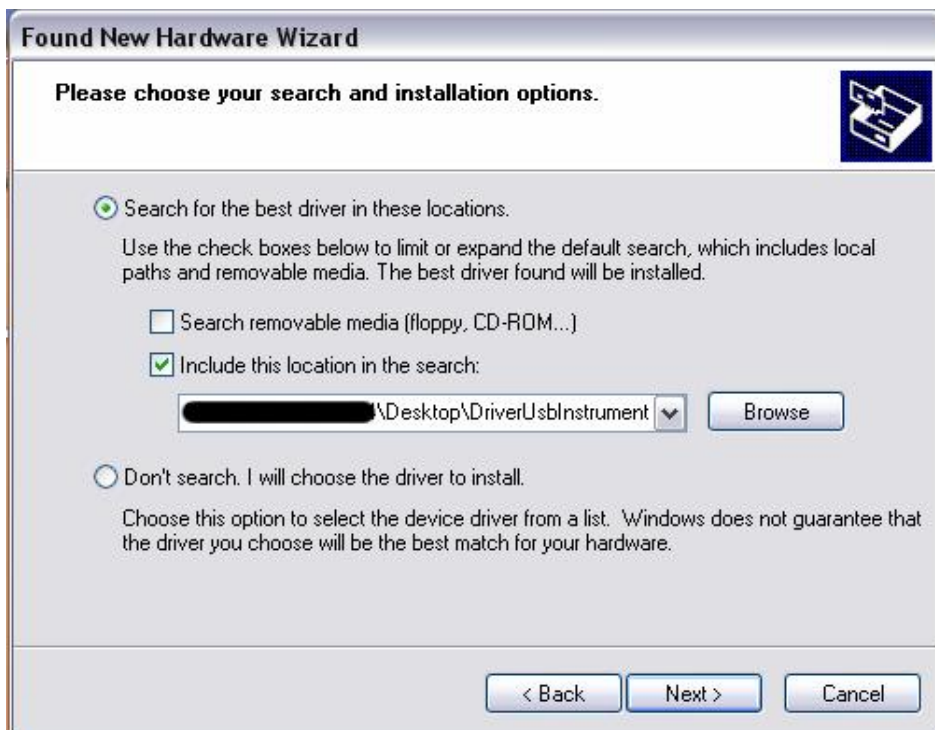 Found New Hardware Wizard
Please choose your search and installation options.
Search for the best driver in these locations.
Use the check boxes below to limit or expand the default search, which includes local
paths and removable media. The best driver found will be installed.
Search removable media (floppy, CD-ROM...)
Include this location in the search:
\Desktop\DriverUsbInstrument
Browse
Don't search. I will choose the driver to install.
Choose this option to select the device driver from a list. Windows does not guarantee that
the driver you choose will be the best match for your hardware.
< Back
Next >
Cancel